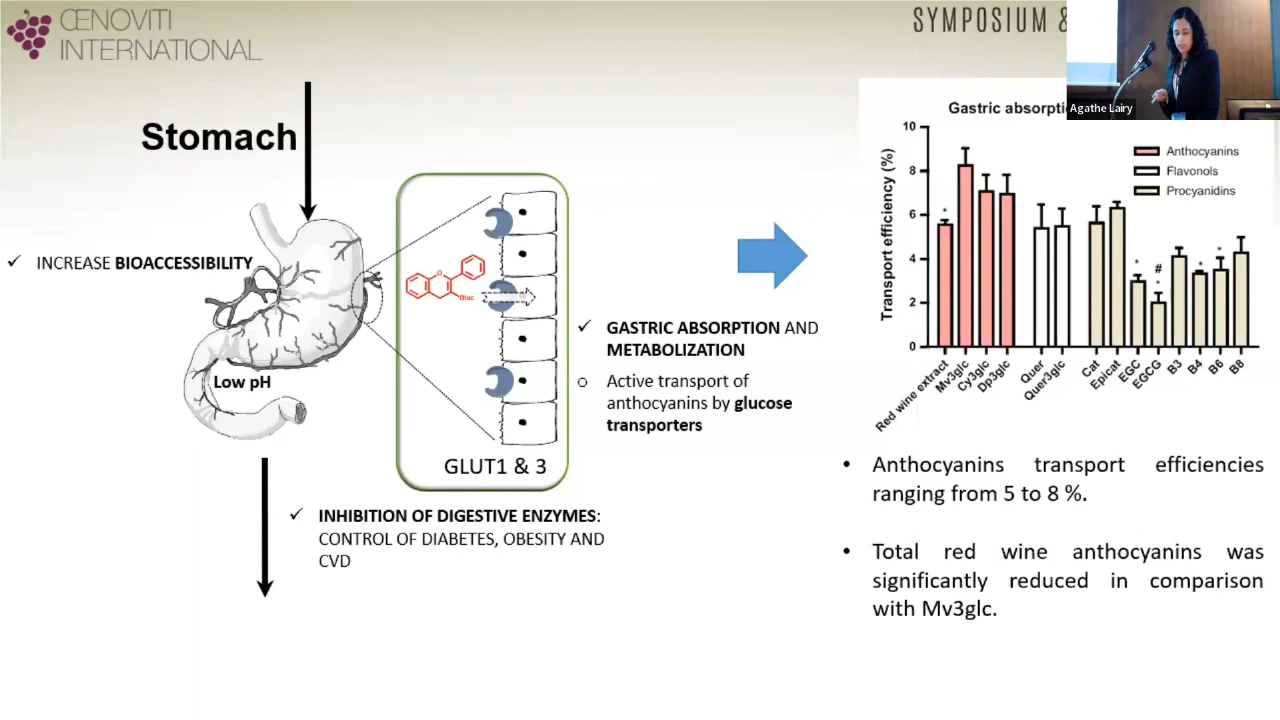 ŒNOVITI
INTERNATIONAL
SYMPOSIUM &
Agathe Lairy
Stomach
✓ INCREASE BIOACCESSIBILITY
Low pH
Gluc
O
GLUT1 & 3
✓ GASTRIC ABSORPTION AND
METABOLIZATION
o Active transport of
anthocyanins by glucose
transporters
✓ INHIBITION OF DIGESTIVE ENZYMES:
CONTROL OF DIABETES, OBESITY AND
CVD
Gastric absorpti
Transport efficiency (%)
10
8
6
4
2
0
Anthocyanins
Flavonols
Procyanidins
*
*
#
*
*
*
Red wine extract
Mv3glc
Cy3glc
Dp3glc
Quer
Quer3glc
Cat
Epicat
EGC
EGCG
B3
B4
B6
B8
• Anthocyanins transport efficiencies
ranging from 5 to 8 %.
• Total red wine anthocyanins was
significantly reduced in comparison
with Mv3glc.